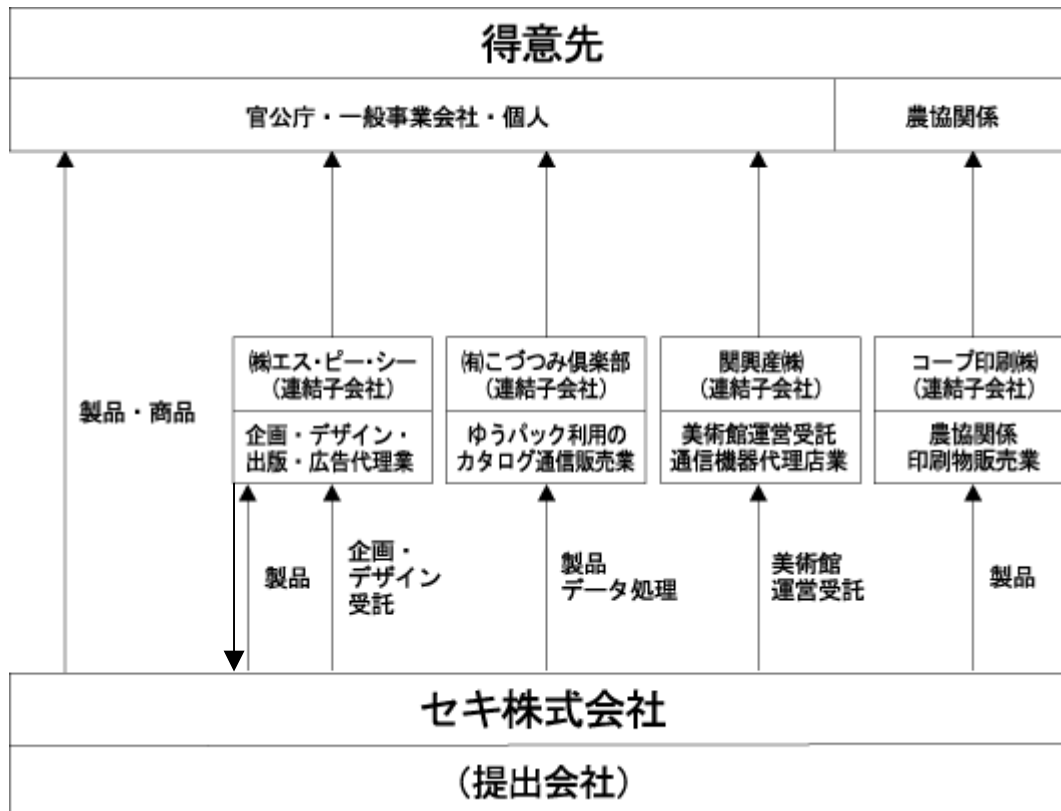 得意先
官公庁・一般事業会社・個人
農協関係
㈱エス・ピー・シー
(連結子会社)
企画・デザイン・
出版・広告代理業
㈲こづつみ倶楽部
(連結子会社)
ゆうパック利用の
カタログ通信販売業
関興産㈱
(連結子会社)
美術館運営受託
通信機器代理店業
コープ印刷㈱
(連結子会社)
農協関係
印刷物販売業
製品・商品
製品
企画・
デザイン
受託
製品
データ処理
美術館
運営受託
製品
セキ株式会社
(提出会社)